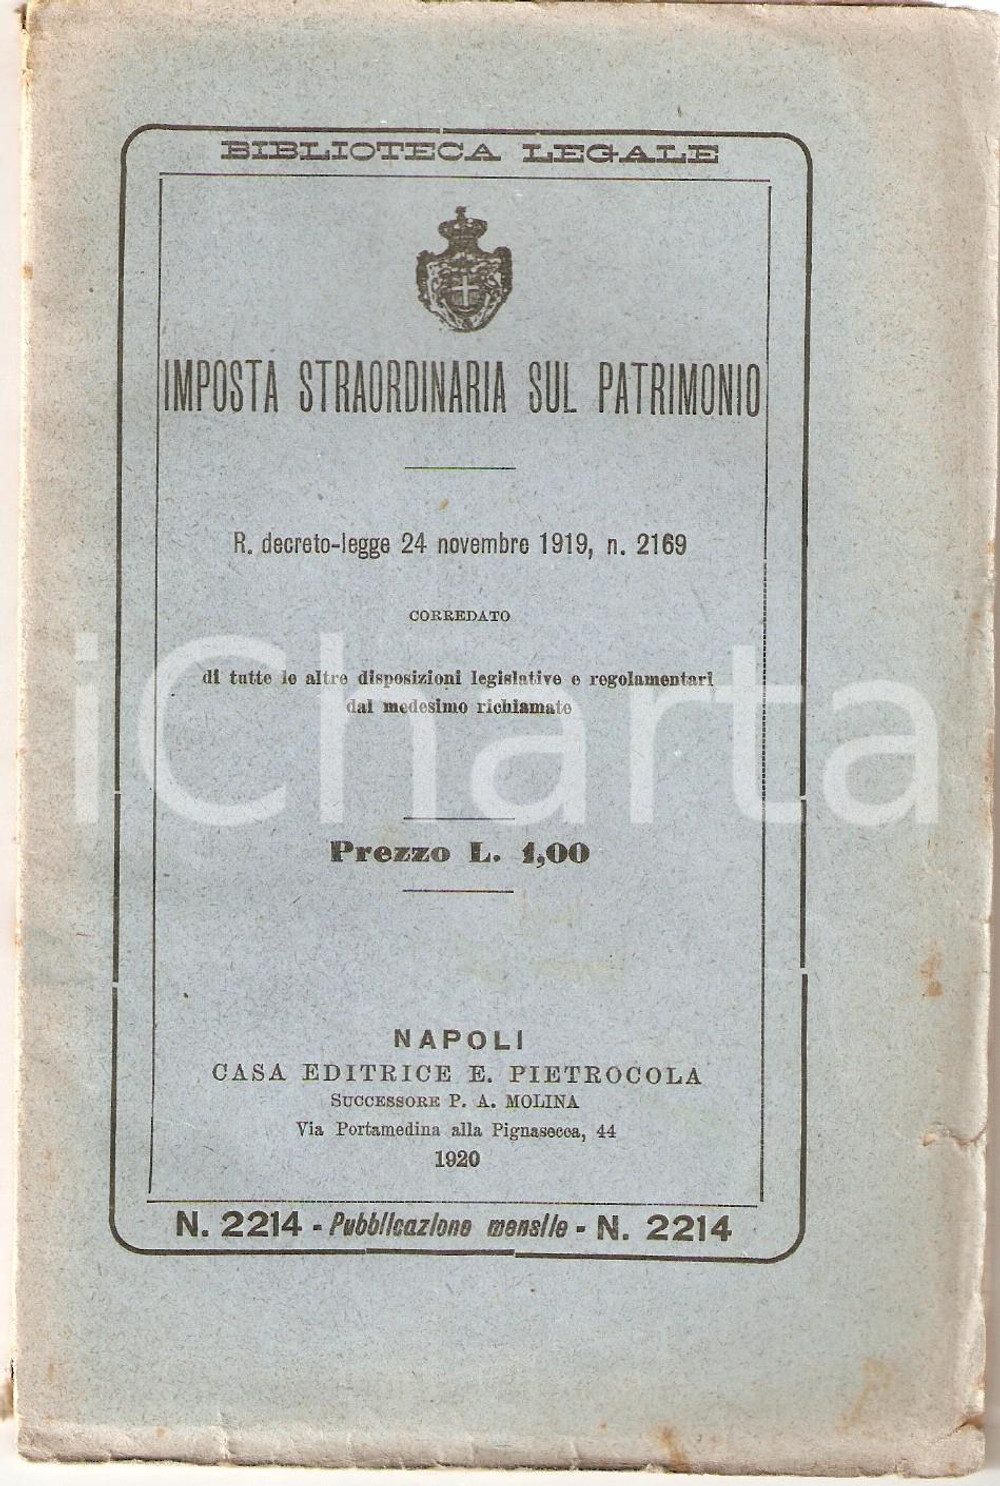 BIBLIOTECA LEGALE
IMPOSTA STRAORDINARIA SUL PATRIMONIO
R. decreto-legge 24 novembre 1919, n. 2169
CORREDATO
di tutte le altre disposizioni legislative e regolamentari
dal medesimo richiamate
iCharta
Prezzo L. 1,00
NAPOLI
CASA EDITRICE E. PIETROCOLA
SUCCESSORE P. A. MOLINA
Via Portamedina alla Pignasecca, 44
1920
N. 2214 - Pubblicazione mensile - N. 2214